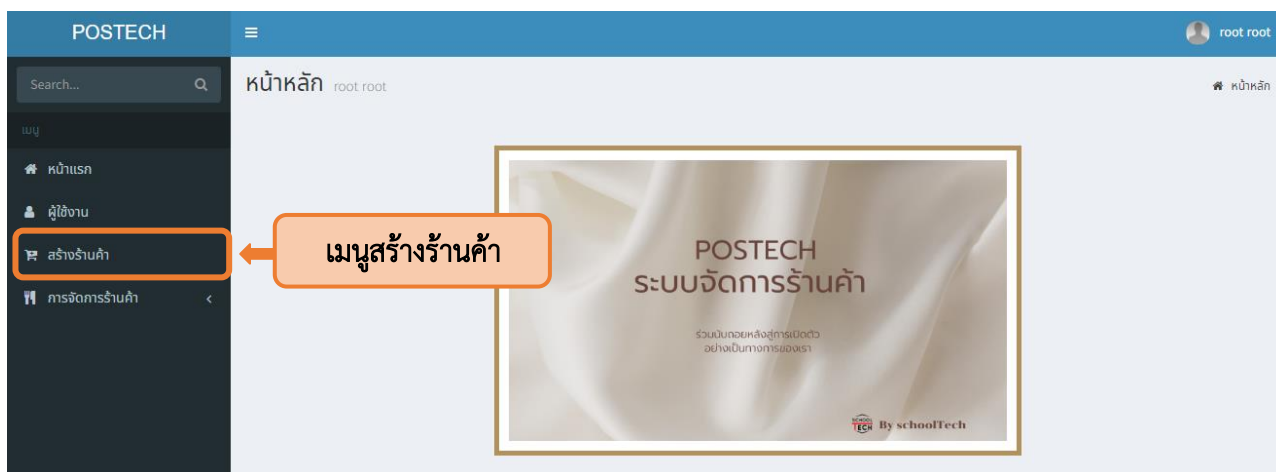 POSTECH
root root
Search...
หน้าหลัก root root
หน้าหลัก
เมนู
หน้าแรก
ผู้ใช้งาน
สร้างร้านค้า
การจัดการร้านค้า
เมนูสร้างร้านค้า
POSTECH
ระบบจัดการร้านค้า
ร่วมนับถอยหลังสู่การเปิดตัว
อย่างเป็นทางการของเรา
SCHOOL
TECH
By schoolTech